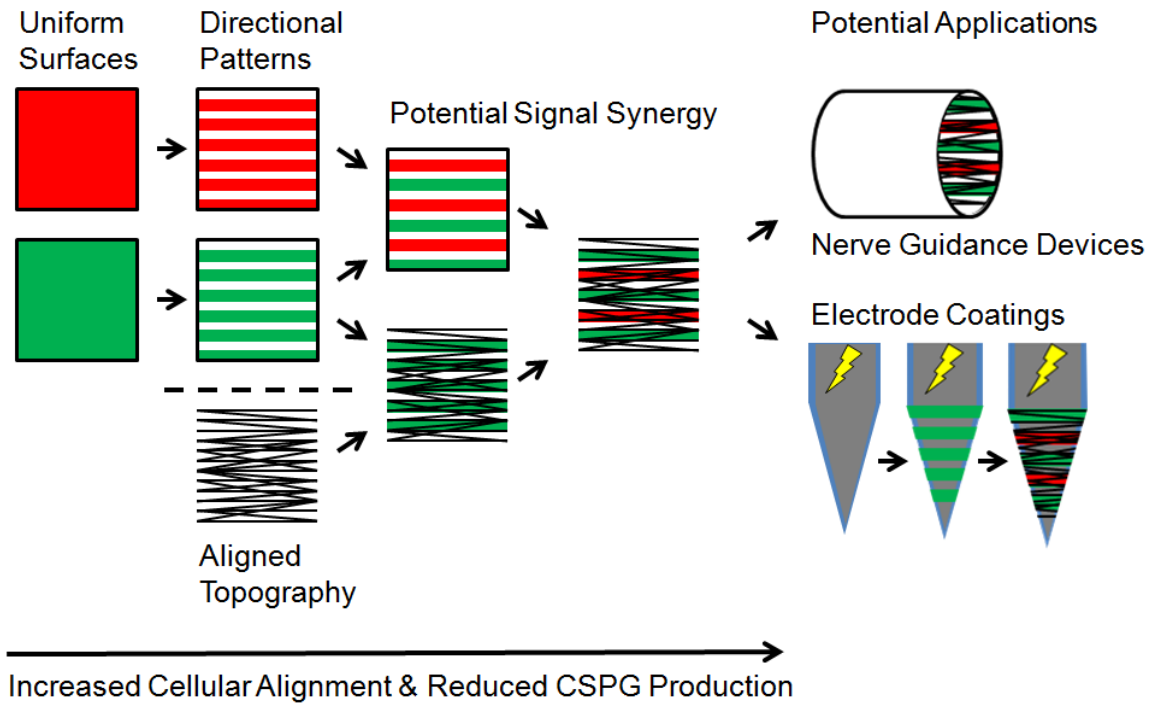 Uniform
Surfaces
Directional
Patterns
Potential Signal Synergy
Potential Applications
Nerve Guidance Devices
Electrode Coatings
Aligned
Topography
Increased Cellular Alignment & Reduced CSPG Production